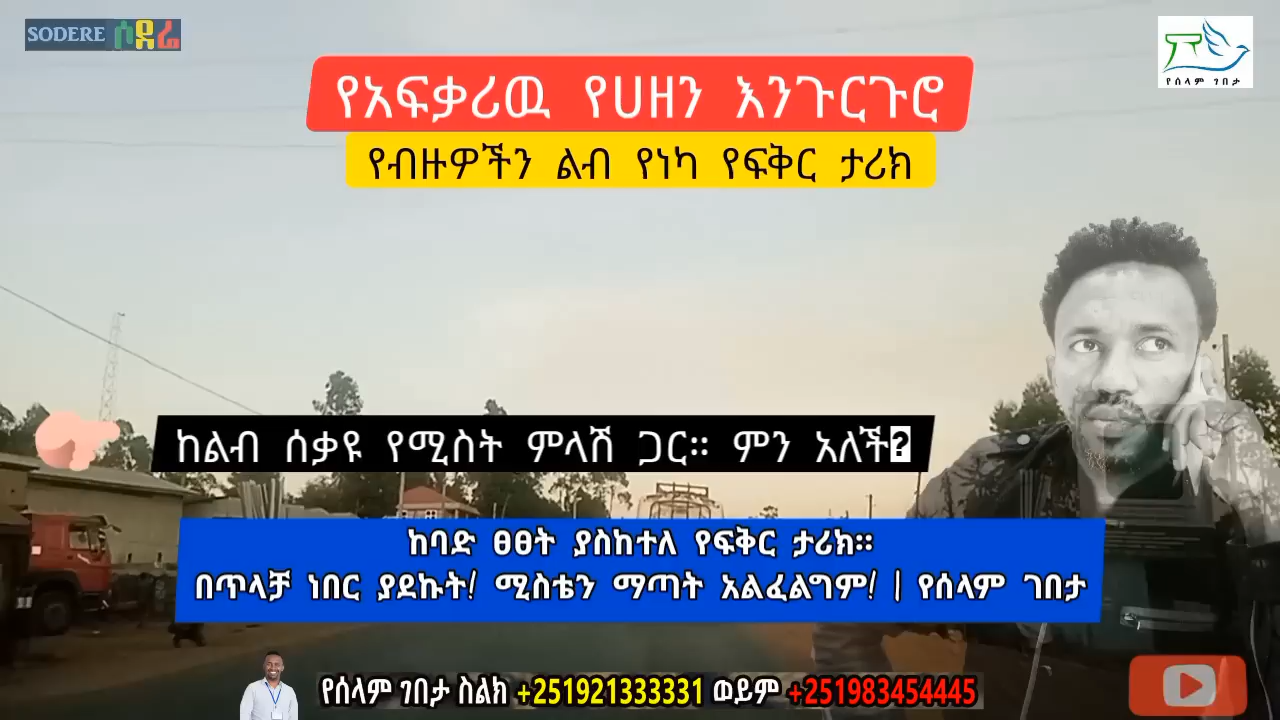 SODERE ሶደሬ
የሰላም ገበታ
የአፍቃሪዉ የሀዘን እንጉርጉሮ
የብዙዎችን ልብ የነካ የፍቅር ታሪክ
ከልብ ሰቃዩ የሚስት ምላሽ ጋር። ምን አለች
ከባድ ፀፀት ያስከተለ የፍቅር ታሪክ።
በጥላቻ ነበር ያደኩት! ሚስቴን ማጣት አልፈልግም! | የሰላም ገበታ
የሰላም ገበታ ስልክ +251921333331 ወይም +251983454445